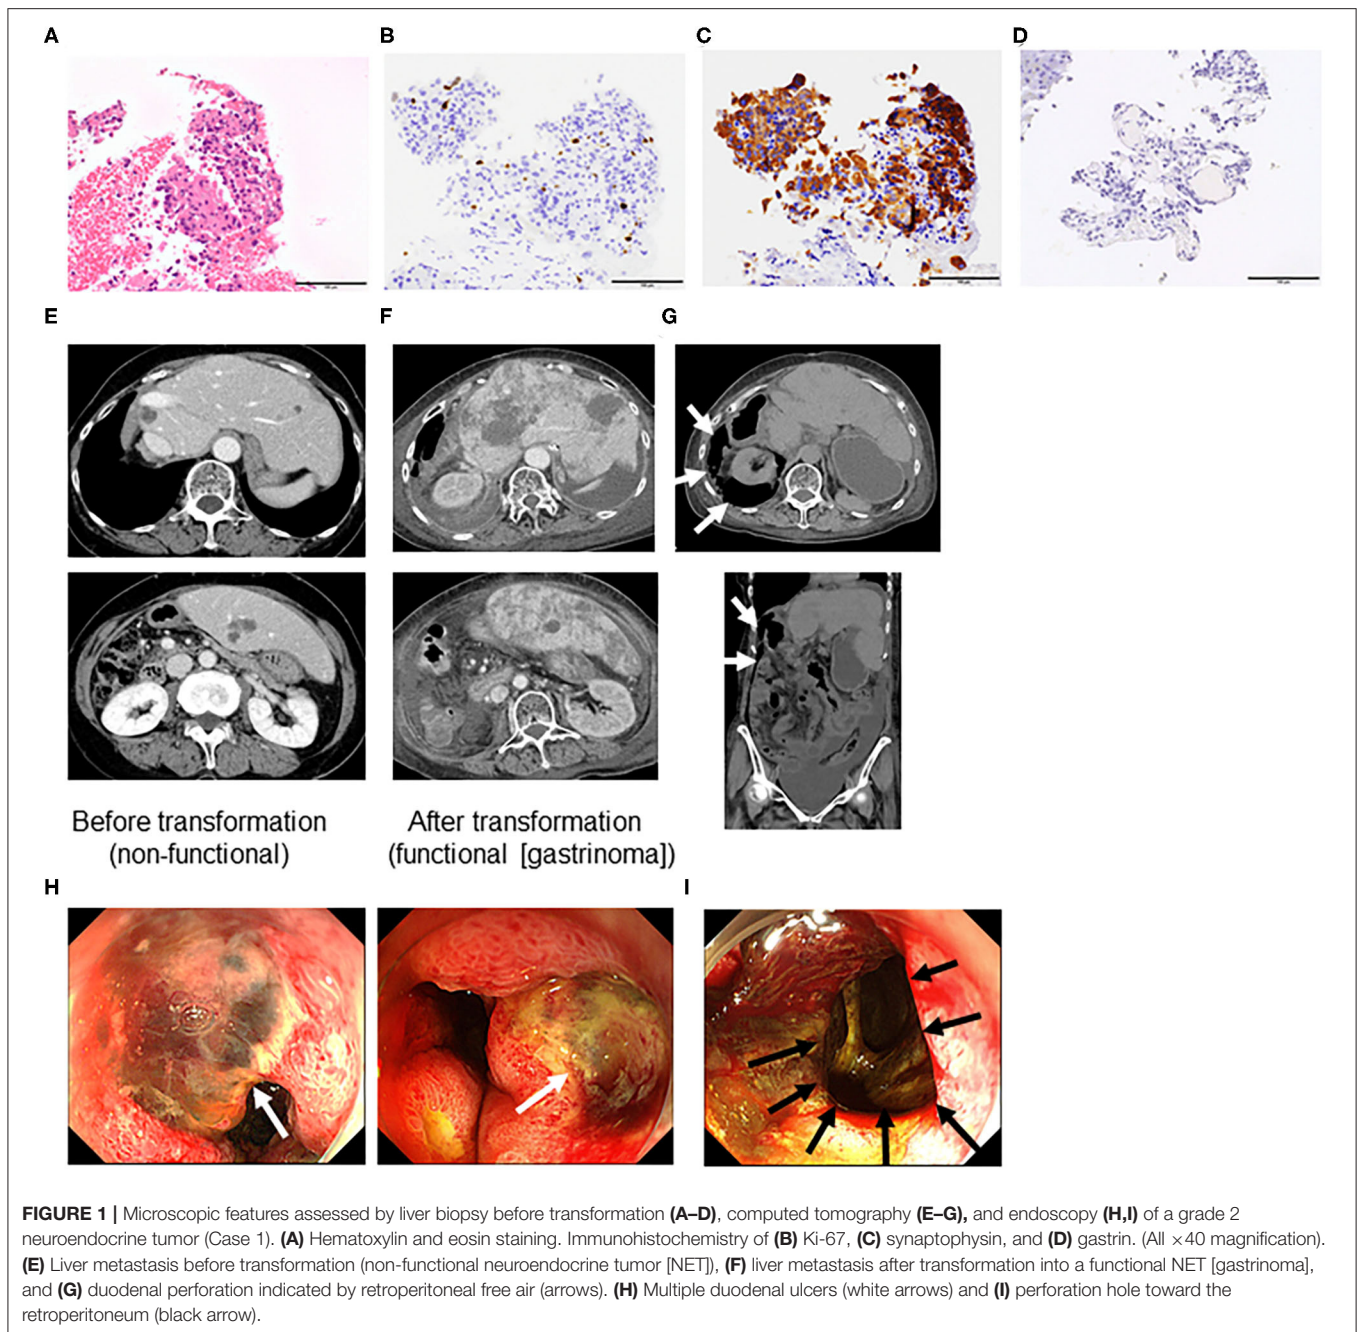 A
B
C
D
E
F
G
Before transformation
(non-functional)
After transformation
(functional [gastrinoma])
H
I
FIGURE 1 | Microscopic features assessed by liver biopsy before transformation (A–D), computed tomography (E–G), and endoscopy (H,I) of a grade 2
neuroendocrine tumor (Case 1). (A) Hematoxylin and eosin staining. Immunohistochemistry of (B) Ki-67, (C) synaptophysin, and (D) gastrin. (All ×40 magnification).
(E) Liver metastasis before transformation (non-functional neuroendocrine tumor [NET]), (F) liver metastasis after transformation into a functional NET [gastrinoma],
and (G) duodenal perforation indicated by retroperitoneal free air (arrows). (H) Multiple duodenal ulcers (white arrows) and (I) perforation hole toward the
retroperitoneum (black arrow).